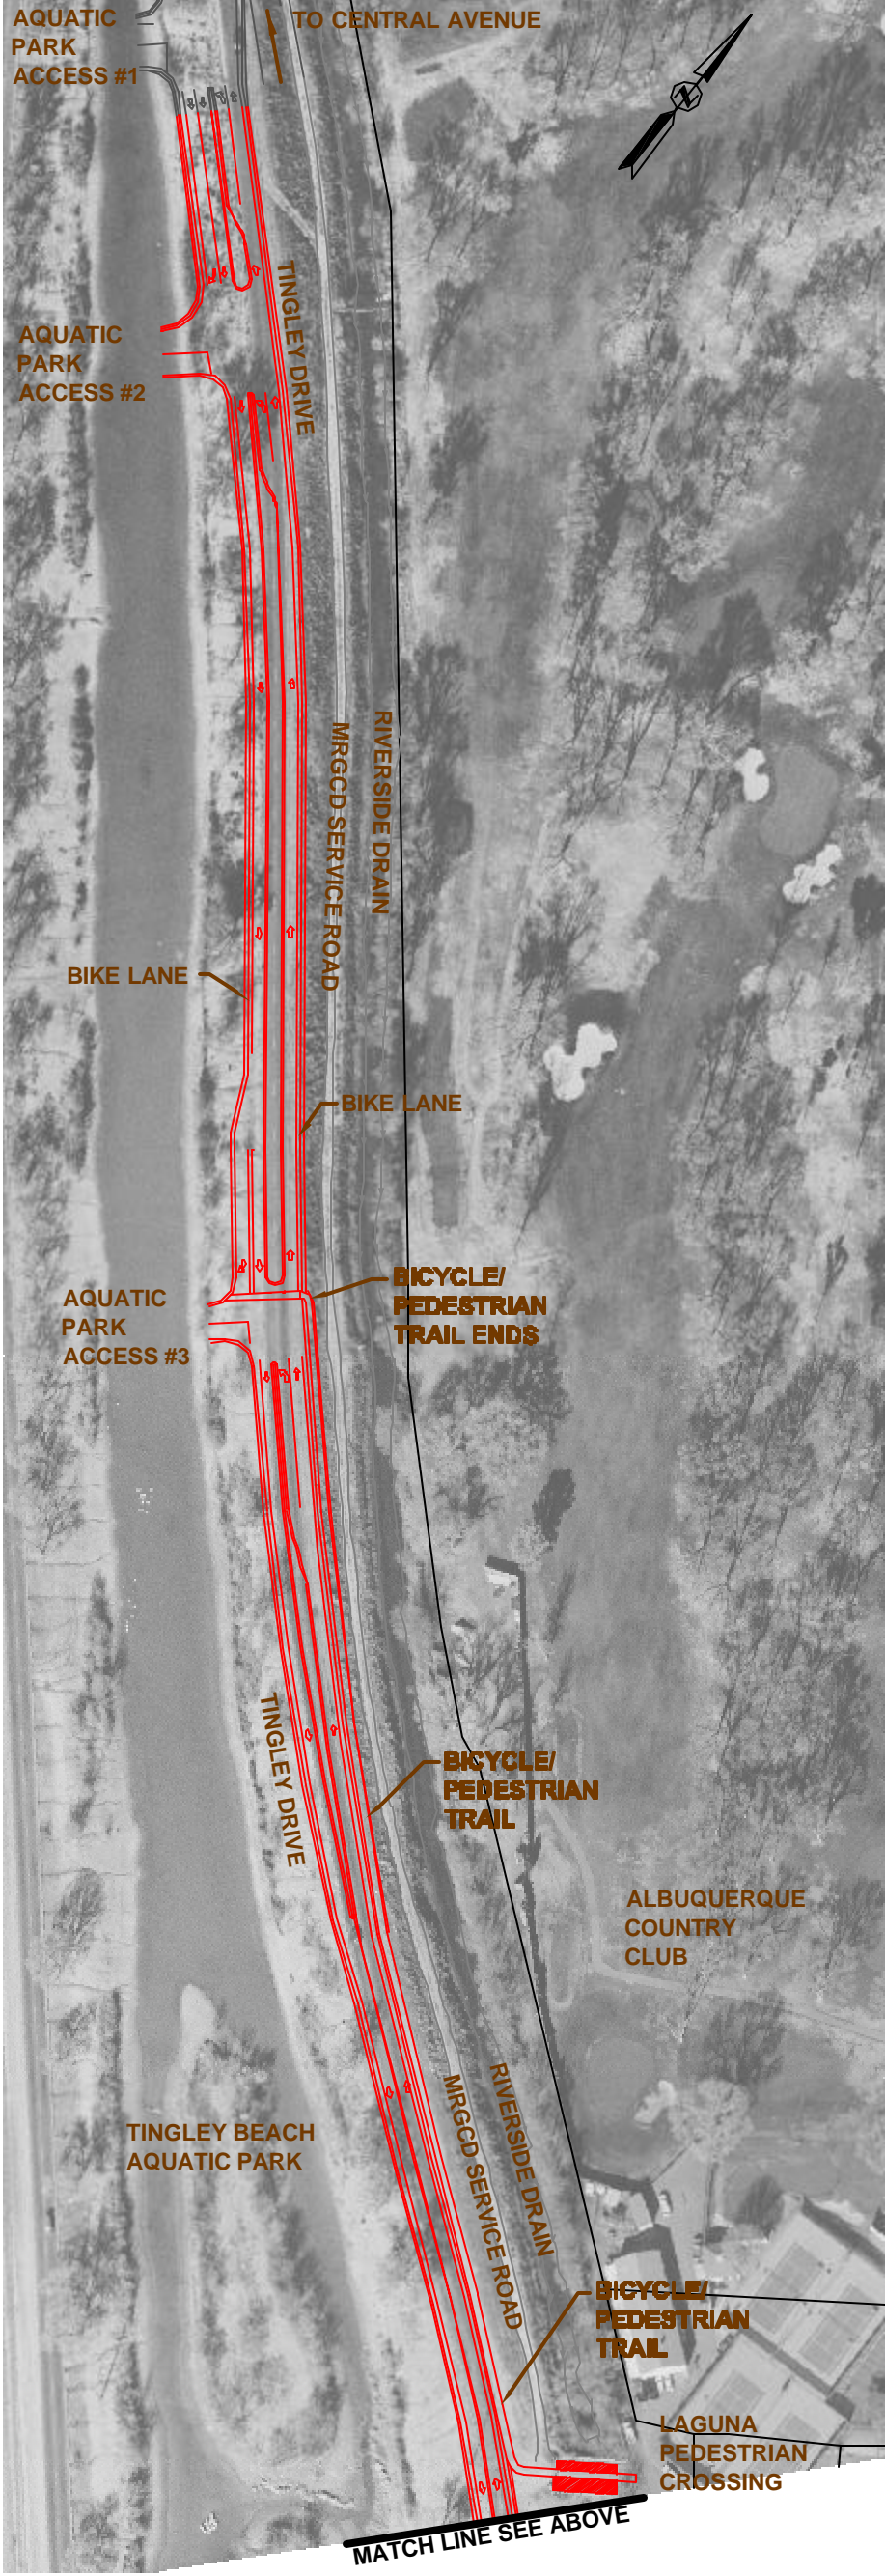 AQUATIC
PARK
ACCESS #1
TO CENTRAL AVENUE
N
TINGLEY DRIVE
AQUATIC
PARK
ACCESS #2
MRGCD SERVICE ROAD
RIVERSIDE DRAIN
BIKE LANE
BIKE LANE
BICYCLE/
PEDESTRIAN
TRAIL ENDS
AQUATIC
PARK
ACCESS #3
TINGLEY DRIVE
BICYCLE/
PEDESTRIAN
TRAIL
ALBUQUERQUE
COUNTRY
CLUB
TINGLEY BEACH
AQUATIC PARK
MRGCD SERVICE ROAD
RIVERSIDE DRAIN
BICYCLE/
PEDESTRIAN
TRAIL
LAGUNA
PEDESTRIAN
CROSSING
MATCH LINE SEE ABOVE